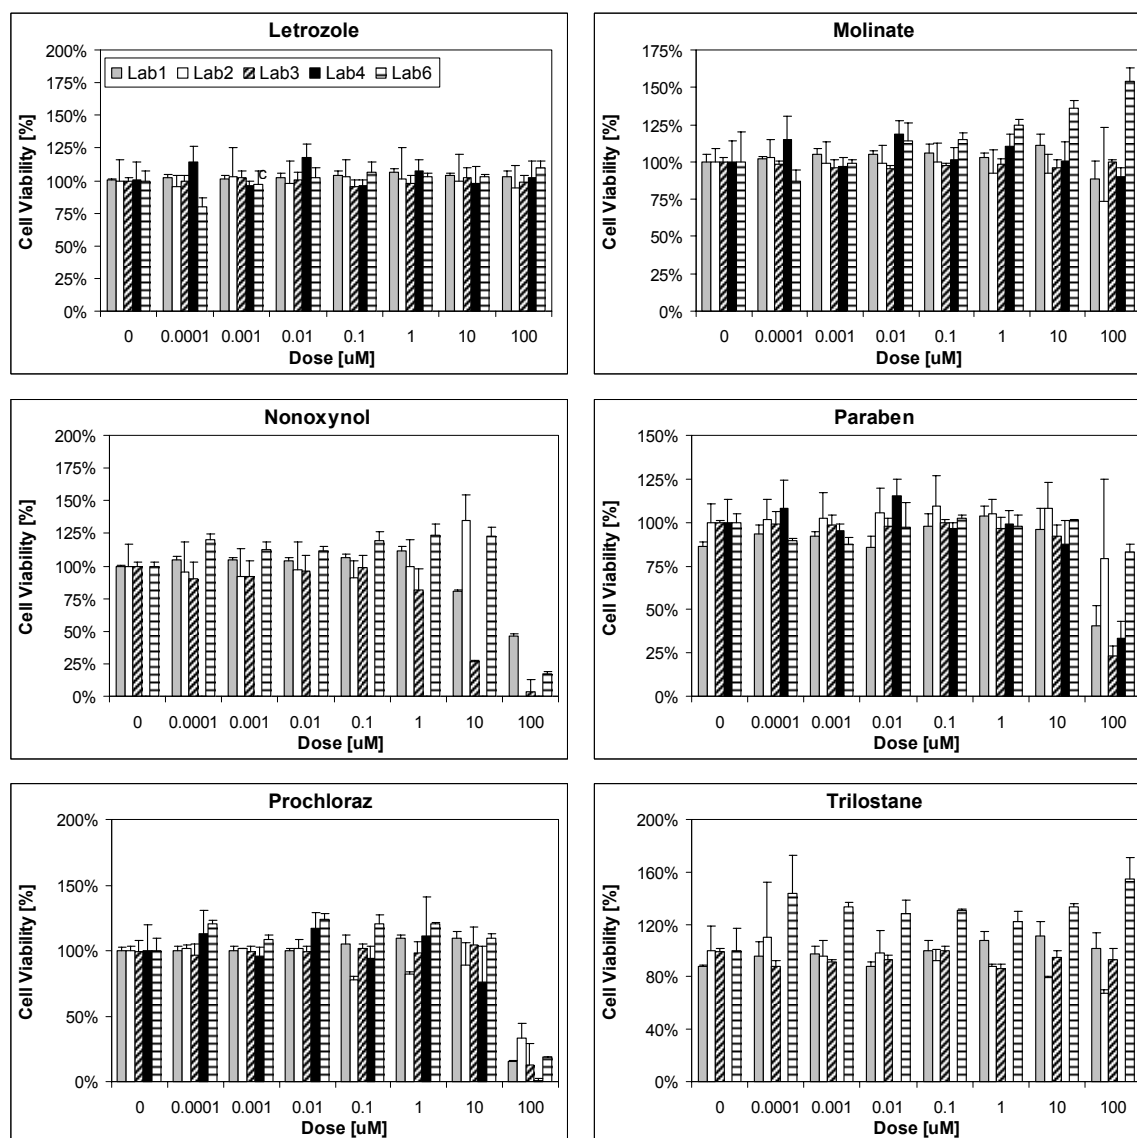 Letrozole
200%
175%
150%
125%
100%
75%
50%
25%
0%
Cell Viability [%]
Lab1 Lab2 Lab3 Lab4 Lab6
C
0 0.0001 0.001 0.01 0.1 1 10 100
Dose [uM]
Molinate
175%
150%
125%
100%
75%
50%
25%
0%
Cell Viability [%]
0 0.0001 0.001 0.01 0.1 1 10 100
Dose [uM]
Nonoxynol
200%
175%
150%
125%
100%
75%
50%
25%
0%
Cell Viability [%]
0 0.0001 0.001 0.01 0.1 1 10 100
Dose [uM]
Paraben
150%
125%
100%
75%
50%
25%
0%
Cell Viability [%]
0 0.0001 0.001 0.01 0.1 1 10 100
Dose [uM]
Prochloraz
200%
150%
100%
50%
0%
Cell Viability [%]
0 0.0001 0.001 0.01 0.1 1 10 100
Dose [uM]
Trilostane
200%
160%
120%
80%
40%
0%
Cell Viability [%]
0 0.0001 0.001 0.01 0.1 1 10 100
Dose [uM]